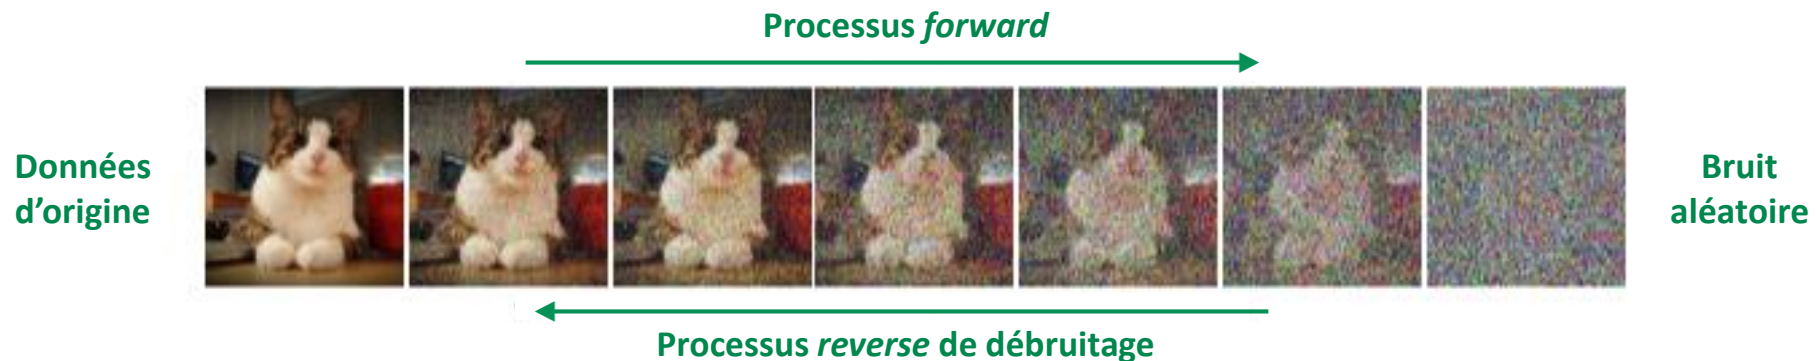 Processus forward
Données
d'origine
Bruit
aléatoire
Processus reverse de débruitage